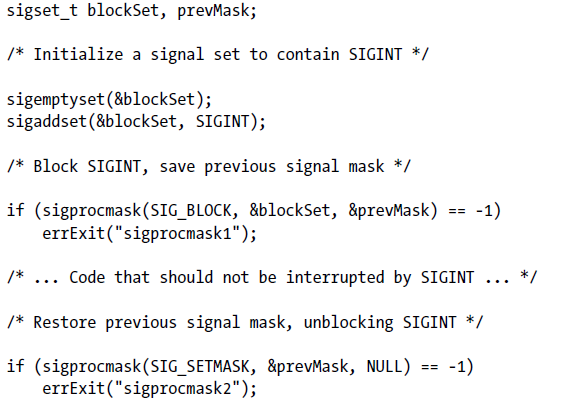 sigset_t blockSet, prevMask;
/* Initialize a signal set to contain SIGINT */
sigemptyset(&blockSet);
sigaddset(&blockSet, SIGINT);
/* Block SIGINT, save previous signal mask */
if (sigprocmask(SIG_BLOCK, &blockSet, &prevMask) == -1)
    errExit("sigprocmask1");
/* ... Code that should not be interrupted by SIGINT ... */
/* Restore previous signal mask, unblocking SIGINT */
if (sigprocmask(SIG_SETMASK, &prevMask, NULL) == -1)
    errExit("sigprocmask2");